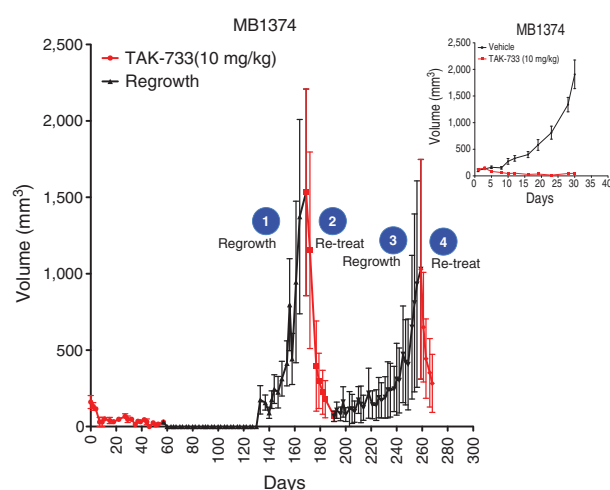 MB1374
TAK-733(10 mg/kg)
Regrowth
Volume (mm³)
2,500
2,000
1,500
1,000
500
0
1
Regrowth
2
Re-treat
3
Regrowth
4
Re-treat
0 20 40 60 80 100 120 140 160 180 200 220 240 260 280 300
Days
MB1374
Vehicle
TAK-733 (10 mg/kg)
Volume (mm³)
2,500
2,000
1,500
1,000
500
0
0 5 10 15 20 25 30 35 40
Days